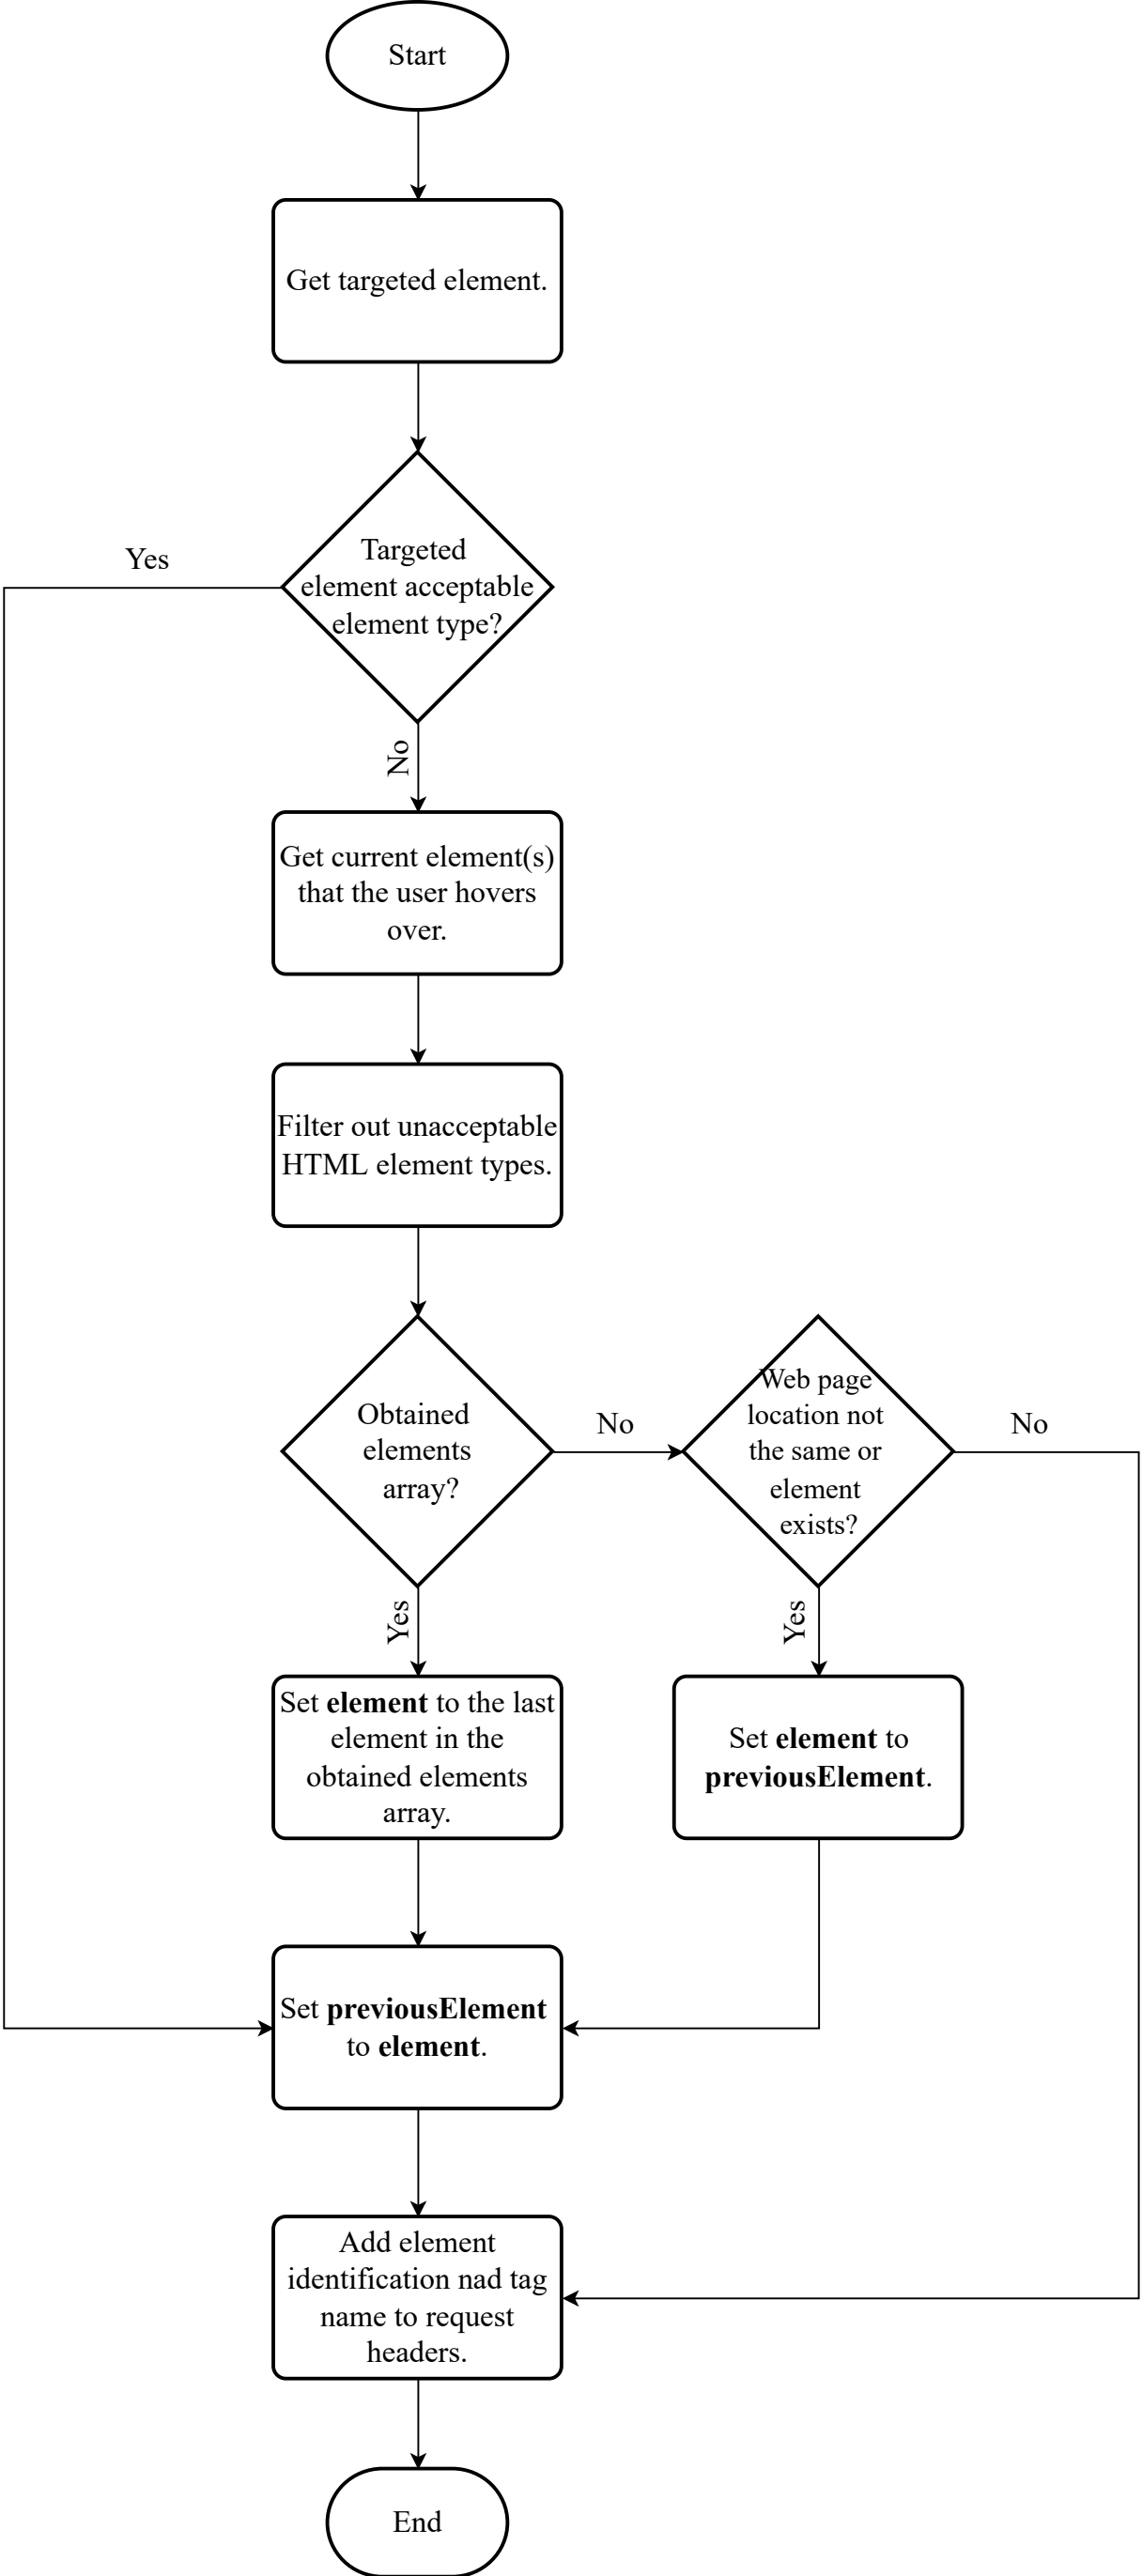 Start
Get targeted element.
Yes
Targeted
element acceptable
element type?
No
Get current element(s)
that the user hovers
over.
Filter out unacceptable
HTML element types.
Obtained
elements
array?
No
Web page
location not
the same or
element
exists?
No
Yes
Yes
Set element to the last
element in the
obtained elements
array.
Set element to
previousElement.
Set previousElement
to element.
Add element
identification nad tag
name to request
headers.
End